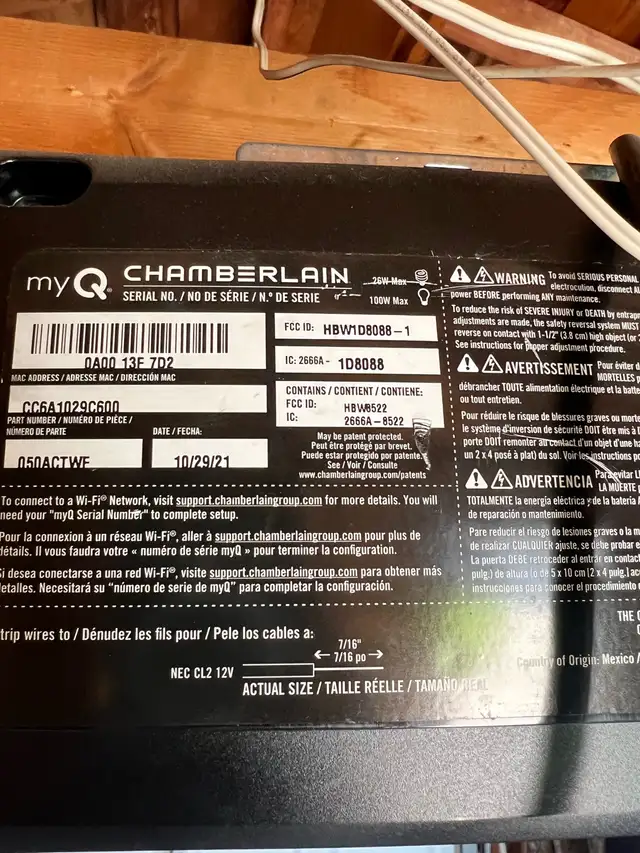 myQ CHAMBERLAIN
SERIAL NO. / NO DE SÉRIE / N.º DE SERIE
26W Max
100W Max
0A00 13F 7D2
MAC ADDRESS / ADRESSE MAC / DIRECCIÓN MAC
CC6A1029C600
PART NUMBER / NUMÉRO DE PIÉCE /
NÚMERO DE PARTE
DATE / FECHA:
050ACTWF
10/29/21
FCC ID: HBW1D8088-1
IC: 2666A- 1D8088
CONTAINS / CONTIENT / CONTIENE:
FCC ID: HBW8522
IC: 2666A-8522
May be patent protected.
Peut être protégé par brevet.
Puede estar protegido por patente
See / Voir / Consulte
www.chamberlaingroup.com/patents
To connect to a Wi-Fi® Network, visit support.chamberlaingroup.com for more details. You will
need your "myQ Serial Number" to complete setup.
Pour la connexion à un réseau Wi-Fi®, aller à support.chamberlaingroup.com pour plus de
détails. Il vous faudra votre « numéro de série myQ » pour terminer la configuration.
Si desea conectarse a una red Wi-Fi®, visite support.chamberlaingroup.com para obtener más
detalles. Necesitará su "número de serie de myQ" para completar la configuración.
trip wires to / Dénudez les fils pour / Pele los cables a:
7/16"
7/16 po
NEC CL2 12V
ACTUAL SIZE / TAILLE RÉELLE / TAMAÑO REAL
WARNING To avoid SERIOUS PERSONAL
electrocution, disconnect AL
power BEFORE performing ANY maintenance.
To reduce the risk of SEVERE INJURY or DEATH by entrap
adjustments are made, the safety reversal system MUST
reverse on contact with 1-1/2" (3.8 cm) high object (or
See instructions for proper adjustment procedure.
AVERTISSEMENT Pour éviter d
MORTELLES p
débrancher TOUTE alimentation électrique et la batte
ou tout entretien.
Pour réduire le risque de blessures graves ou morte
le système d'inversion de sécurité DOIT être mis à
porte DOIT remonter au contact d'un objet d'une ha
un 2 x 4 posé à plat) du sol. Voir les instructions po
ADVERTENCIA Para evitar L
LA MUERTE
TOTALMENTE la energía eléctrica y de la batería
de reparación o mantenimiento.
Para reducir el riesgo de lesiones graves o la m
de realizar CUALQUIER ajuste, se debe probar e
La puerta DEBE retroceder al entrar en contac
pulg.) de altura (o de 5 x 10 cm [2 x 4 pulg.] ac
instrucciones para conocer el procedimiento
THE
Country of Origin: Mexico /